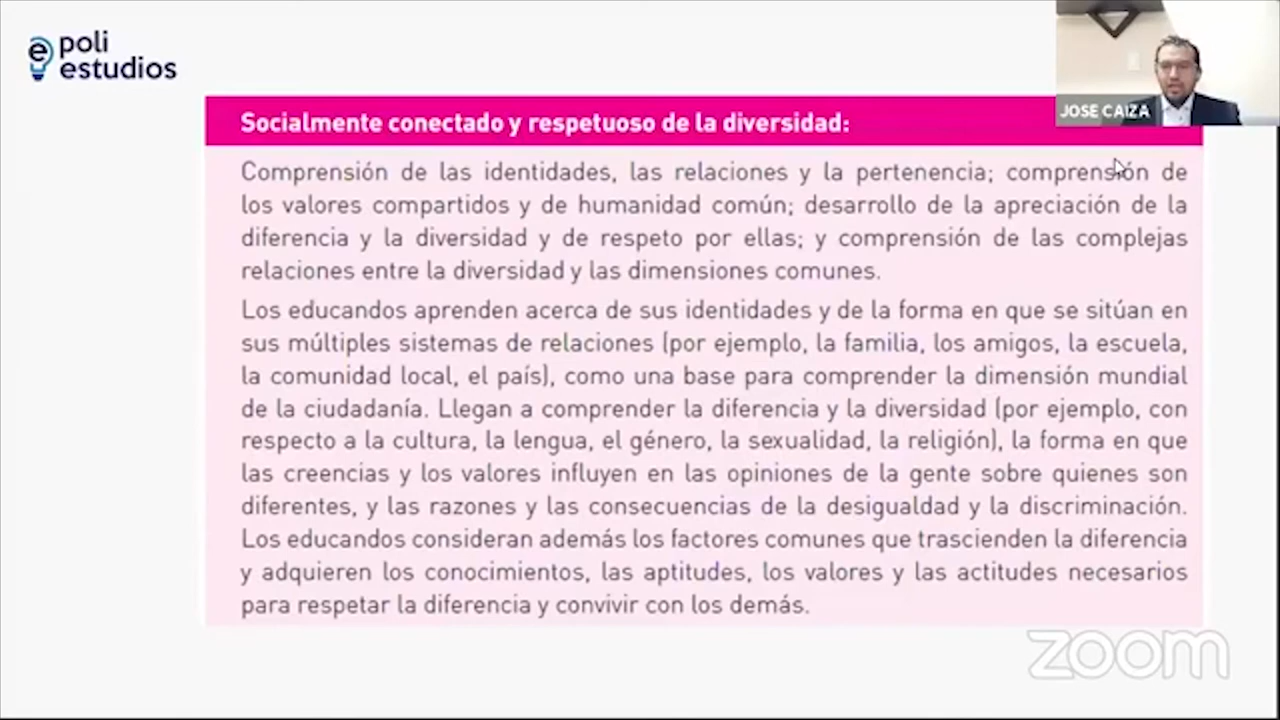 poli
estudios
JOSE CAIZA
Socialmente conectado y respetuoso de la diversidad:
Comprensión de las identidades, las relaciones y la pertenencia; comprensión de
los valores compartidos y de humanidad común; desarrollo de la apreciación de la
diferencia y la diversidad y de respeto por ellas; y comprensión de las complejas
relaciones entre la diversidad y las dimensiones comunes.
Los educandos aprenden acerca de sus identidades y de la forma en que se sitúan en
sus múltiples sistemas de relaciones (por ejemplo, la familia, los amigos, la escuela,
la comunidad local, el país), como una base para comprender la dimensión mundial
de la ciudadanía. Llegan a comprender la diferencia y la diversidad (por ejemplo, con
respecto a la cultura, la lengua, el género, la sexualidad, la religión), la forma en que
las creencias y los valores influyen en las opiniones de la gente sobre quienes son
diferentes, y las razones y las consecuencias de la desigualdad y la discriminación.
Los educandos consideran además los factores comunes que trascienden la diferencia
y adquieren los conocimientos, las aptitudes, los valores y las actitudes necesarios
para respetar la diferencia y convivir con los demás.
zoom